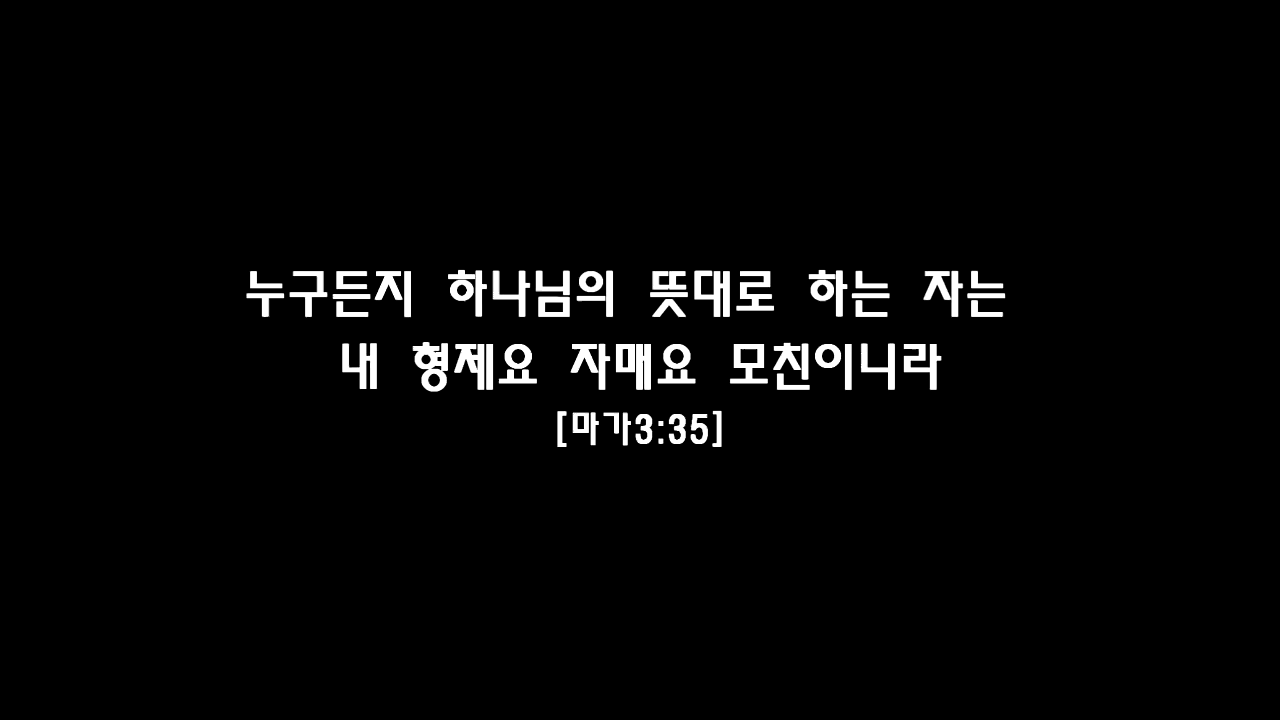 누구든지 하나님의 뜻대로 하는 자는
내 형제요 자매요 모친이니라
[마가3:35]